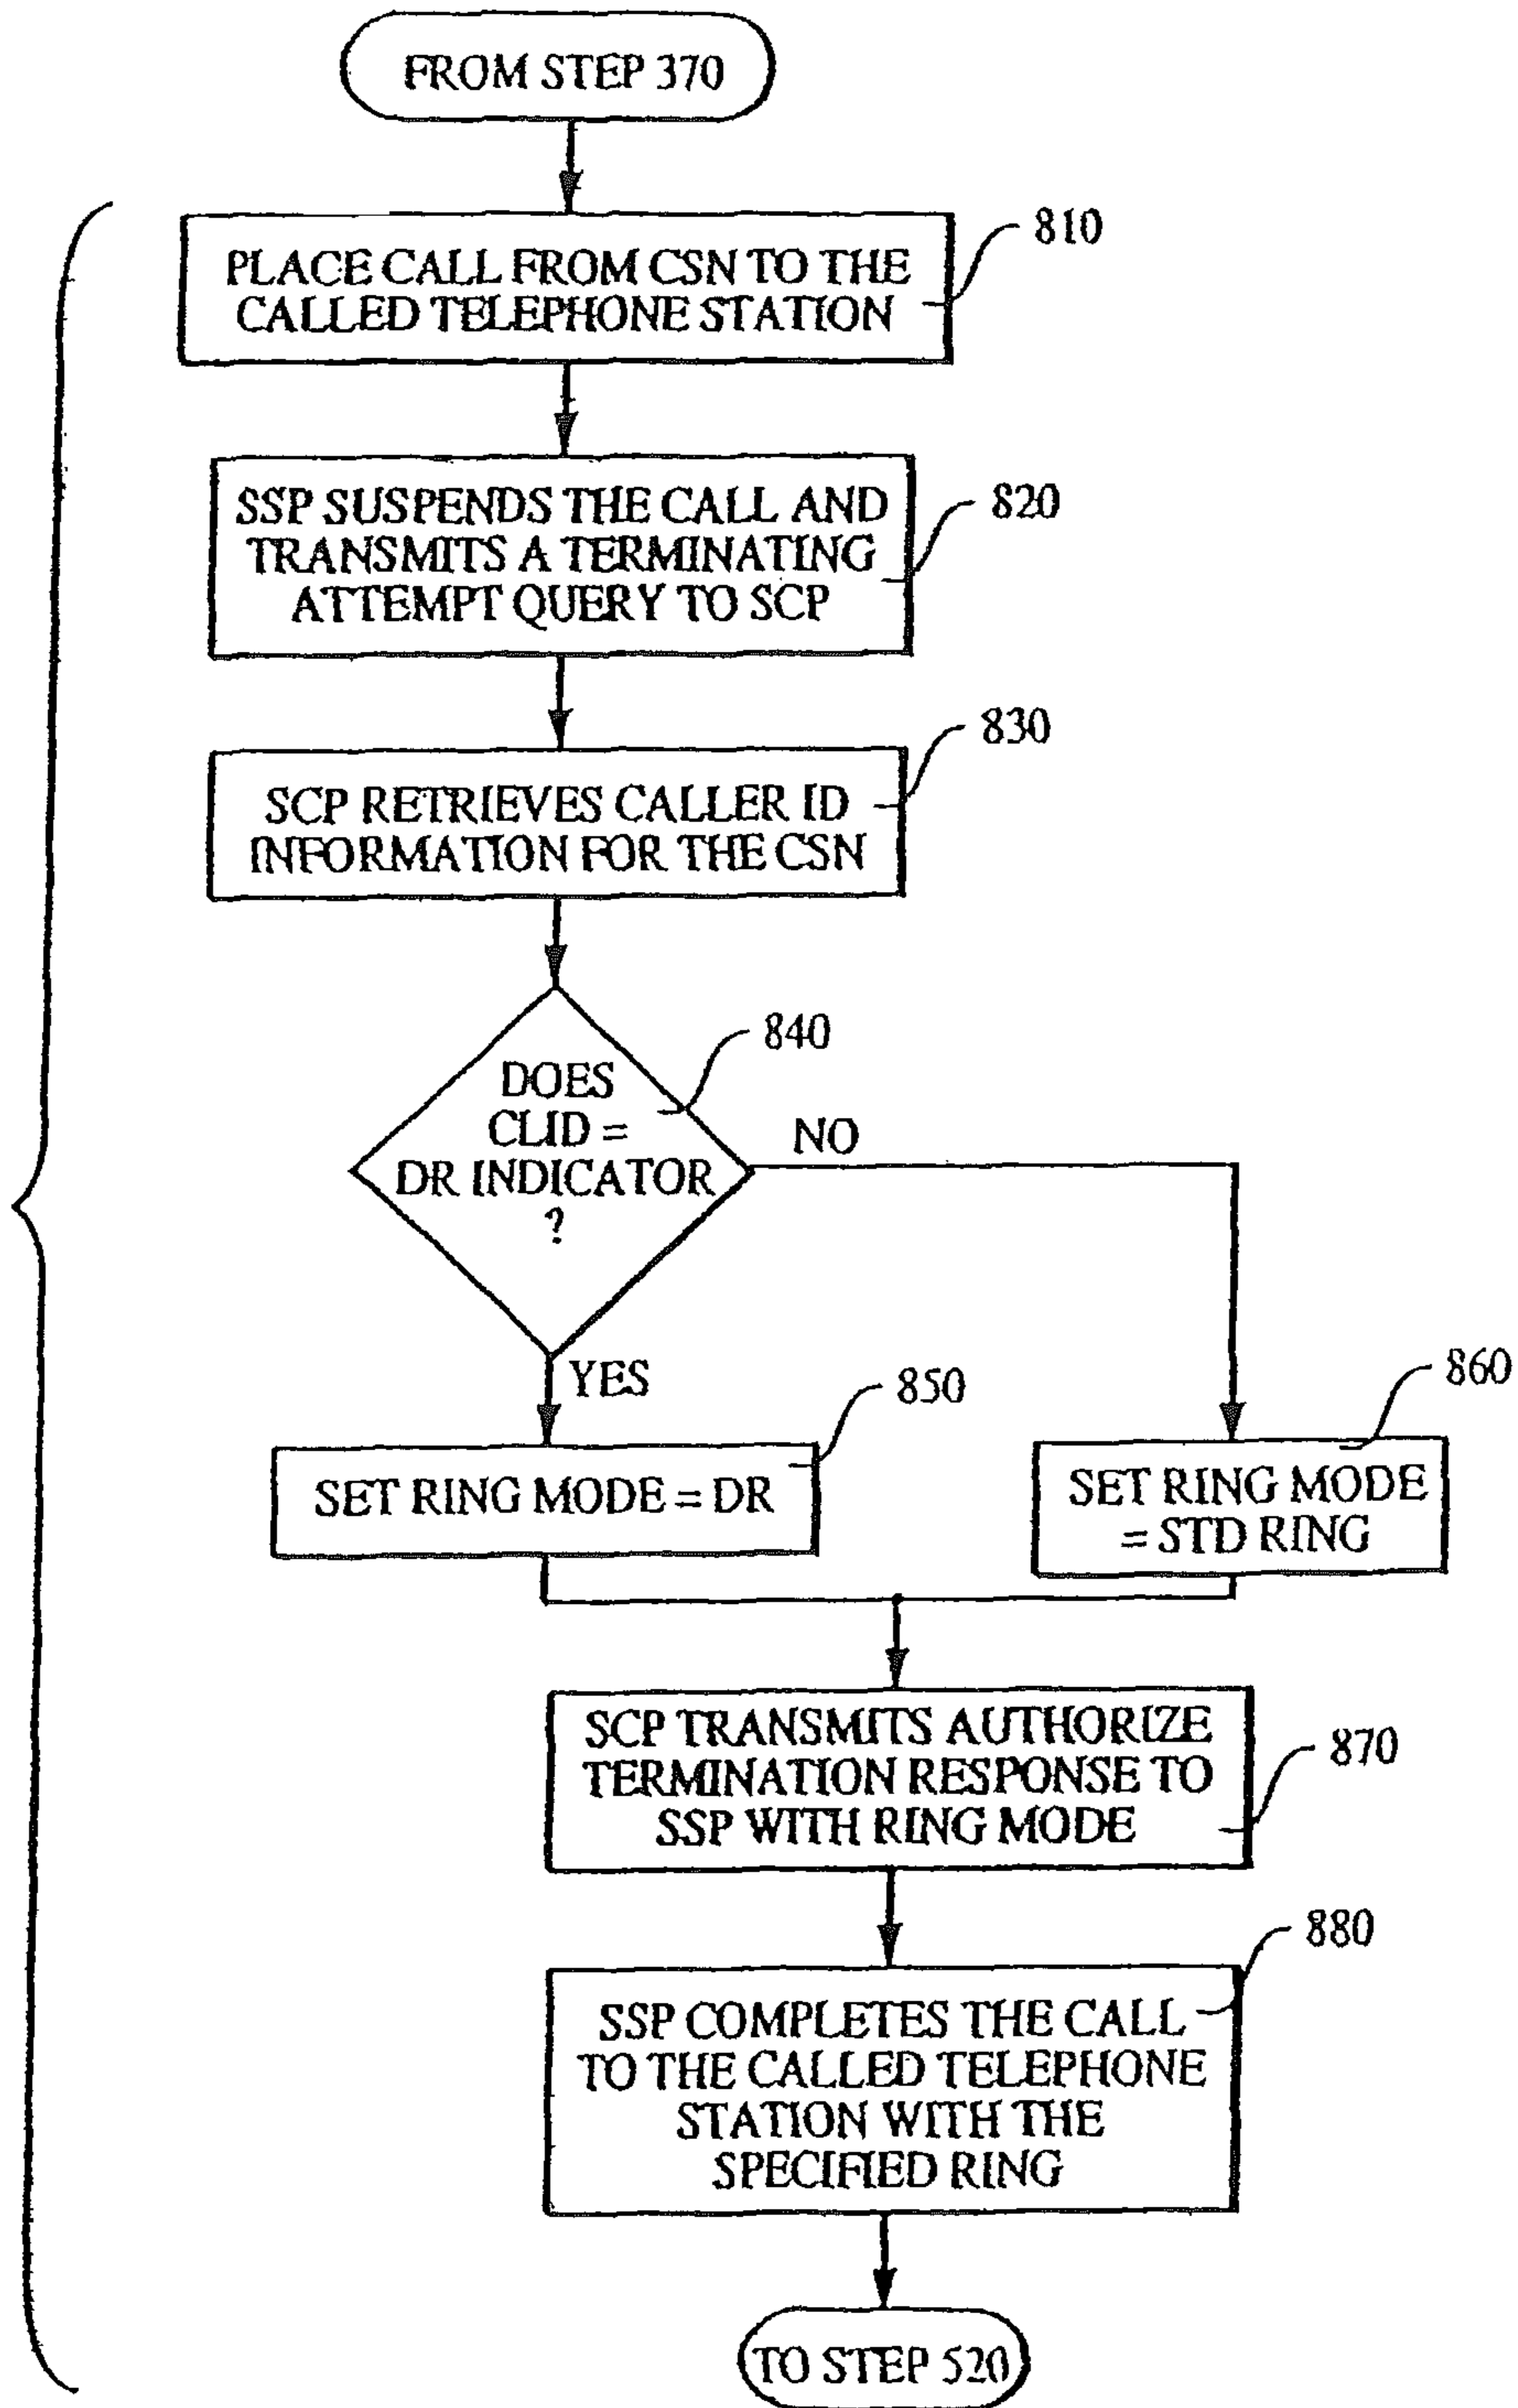 FROM STEP 370
810
PLACE CALL FROM CSN TO THE
CALLED TELEPHONE STATION
820
SSP SUSPENDS THE CALL AND
TRANSMITS A TERMINATING
ATTEMPT QUERY TO SCP
830
SCP RETRIEVES CALLER ID
INFORMATION FOR THE CSN
840
DOES
CLID =
DR INDICATOR
?
NO
YES
850
860
SET RING MODE = DR
SET RING MODE
= STD RING
SCP TRANSMITS AUTHORIZE
TERMINATION RESPONSE TO
SSP WITH RING MODE
870
880
SSP COMPLETES THE CALL
TO THE CALLED TELEPHONE
STATION WITH THE
SPECIFIED RING
TO STEP 520